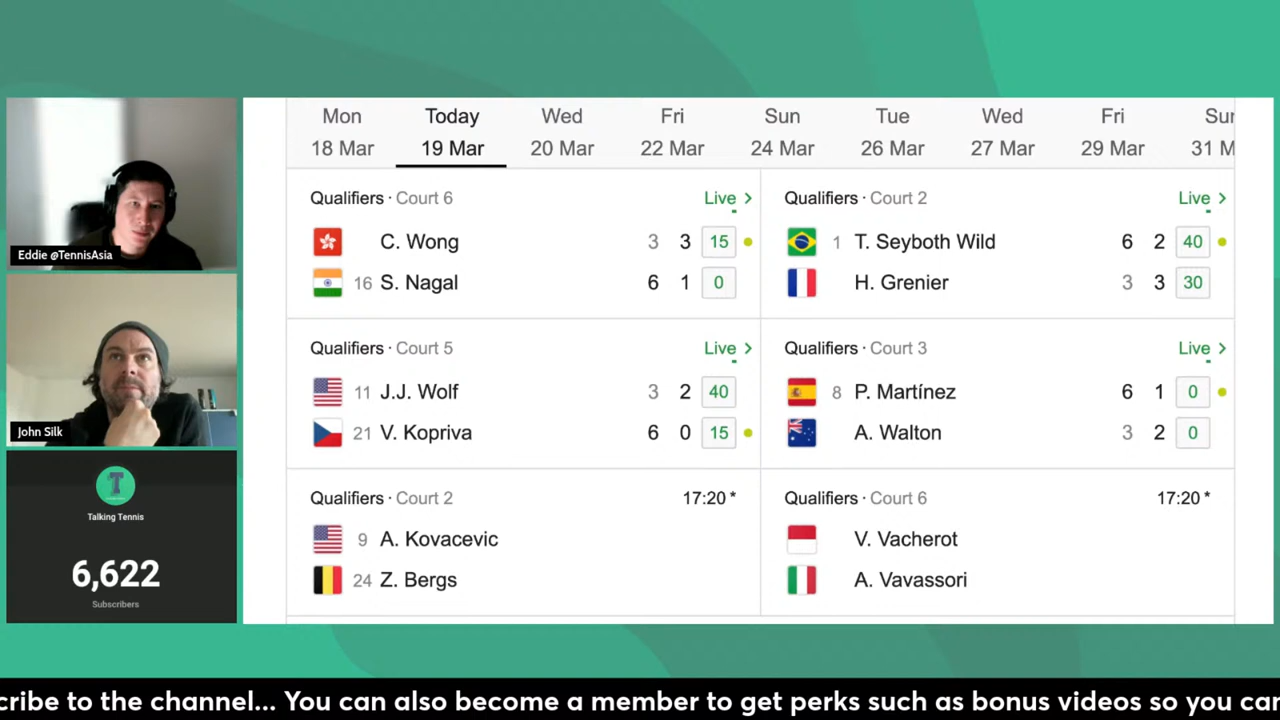 Mon Today Wed Fri Sun Tue Wed Fri Sur
18 Mar 19 Mar 20 Mar 22 Mar 24 Mar 26 Mar 27 Mar 29 Mar 31 M
Qualifiers · Court 6 Live >
C. Wong 3 3 15
16 S. Nagal 6 1 0
Qualifiers · Court 2 Live >
1 T. Seyboth Wild 6 2 40
H. Grenier 3 3 30
Qualifiers · Court 5 Live >
11 J.J. Wolf 3 2 40
21 V. Kopriva 6 0 15
Qualifiers · Court 3 Live >
8 P. Martínez 6 1 0
A. Walton 3 2 0
Qualifiers · Court 2 17:20 *
9 A. Kovacevic
24 Z. Bergs
Qualifiers · Court 6 17:20 *
V. Vacherot
A. Vavassori
Eddie @TennisAsia
John Silk
T
Talking Tennis
6,622
Subscribers
cribe to the channel... You can also become a member to get perks such as bonus videos so you can